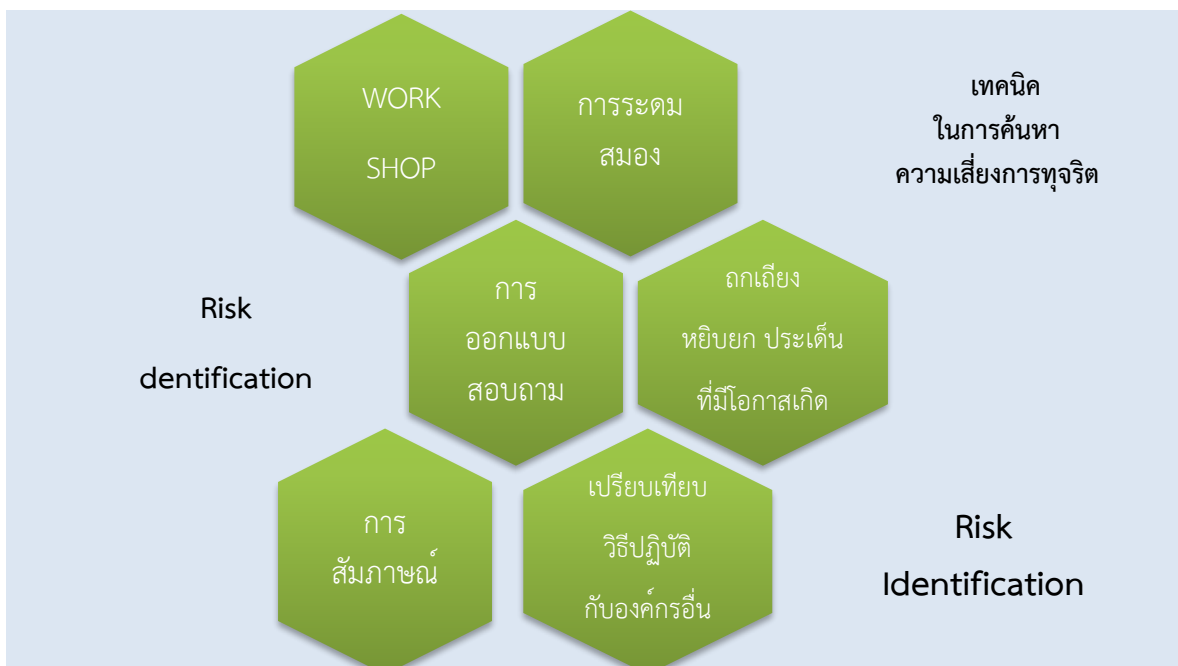 WORK
SHOP
การระดม
สมอง
เทคนิค
ในการค้นหา
ความเสี่ยงการทุจริต
Risk
dentification
การ
ออกแบบ
สอบถาม
ถกเถียง
หยิบยก ประเด็น
ที่มีโอกาสเกิด
การ
สัมภาษณ์
เปรียบเทียบ
วิธีปฏิบัติ
กับองค์กรอื่น
Risk
Identification